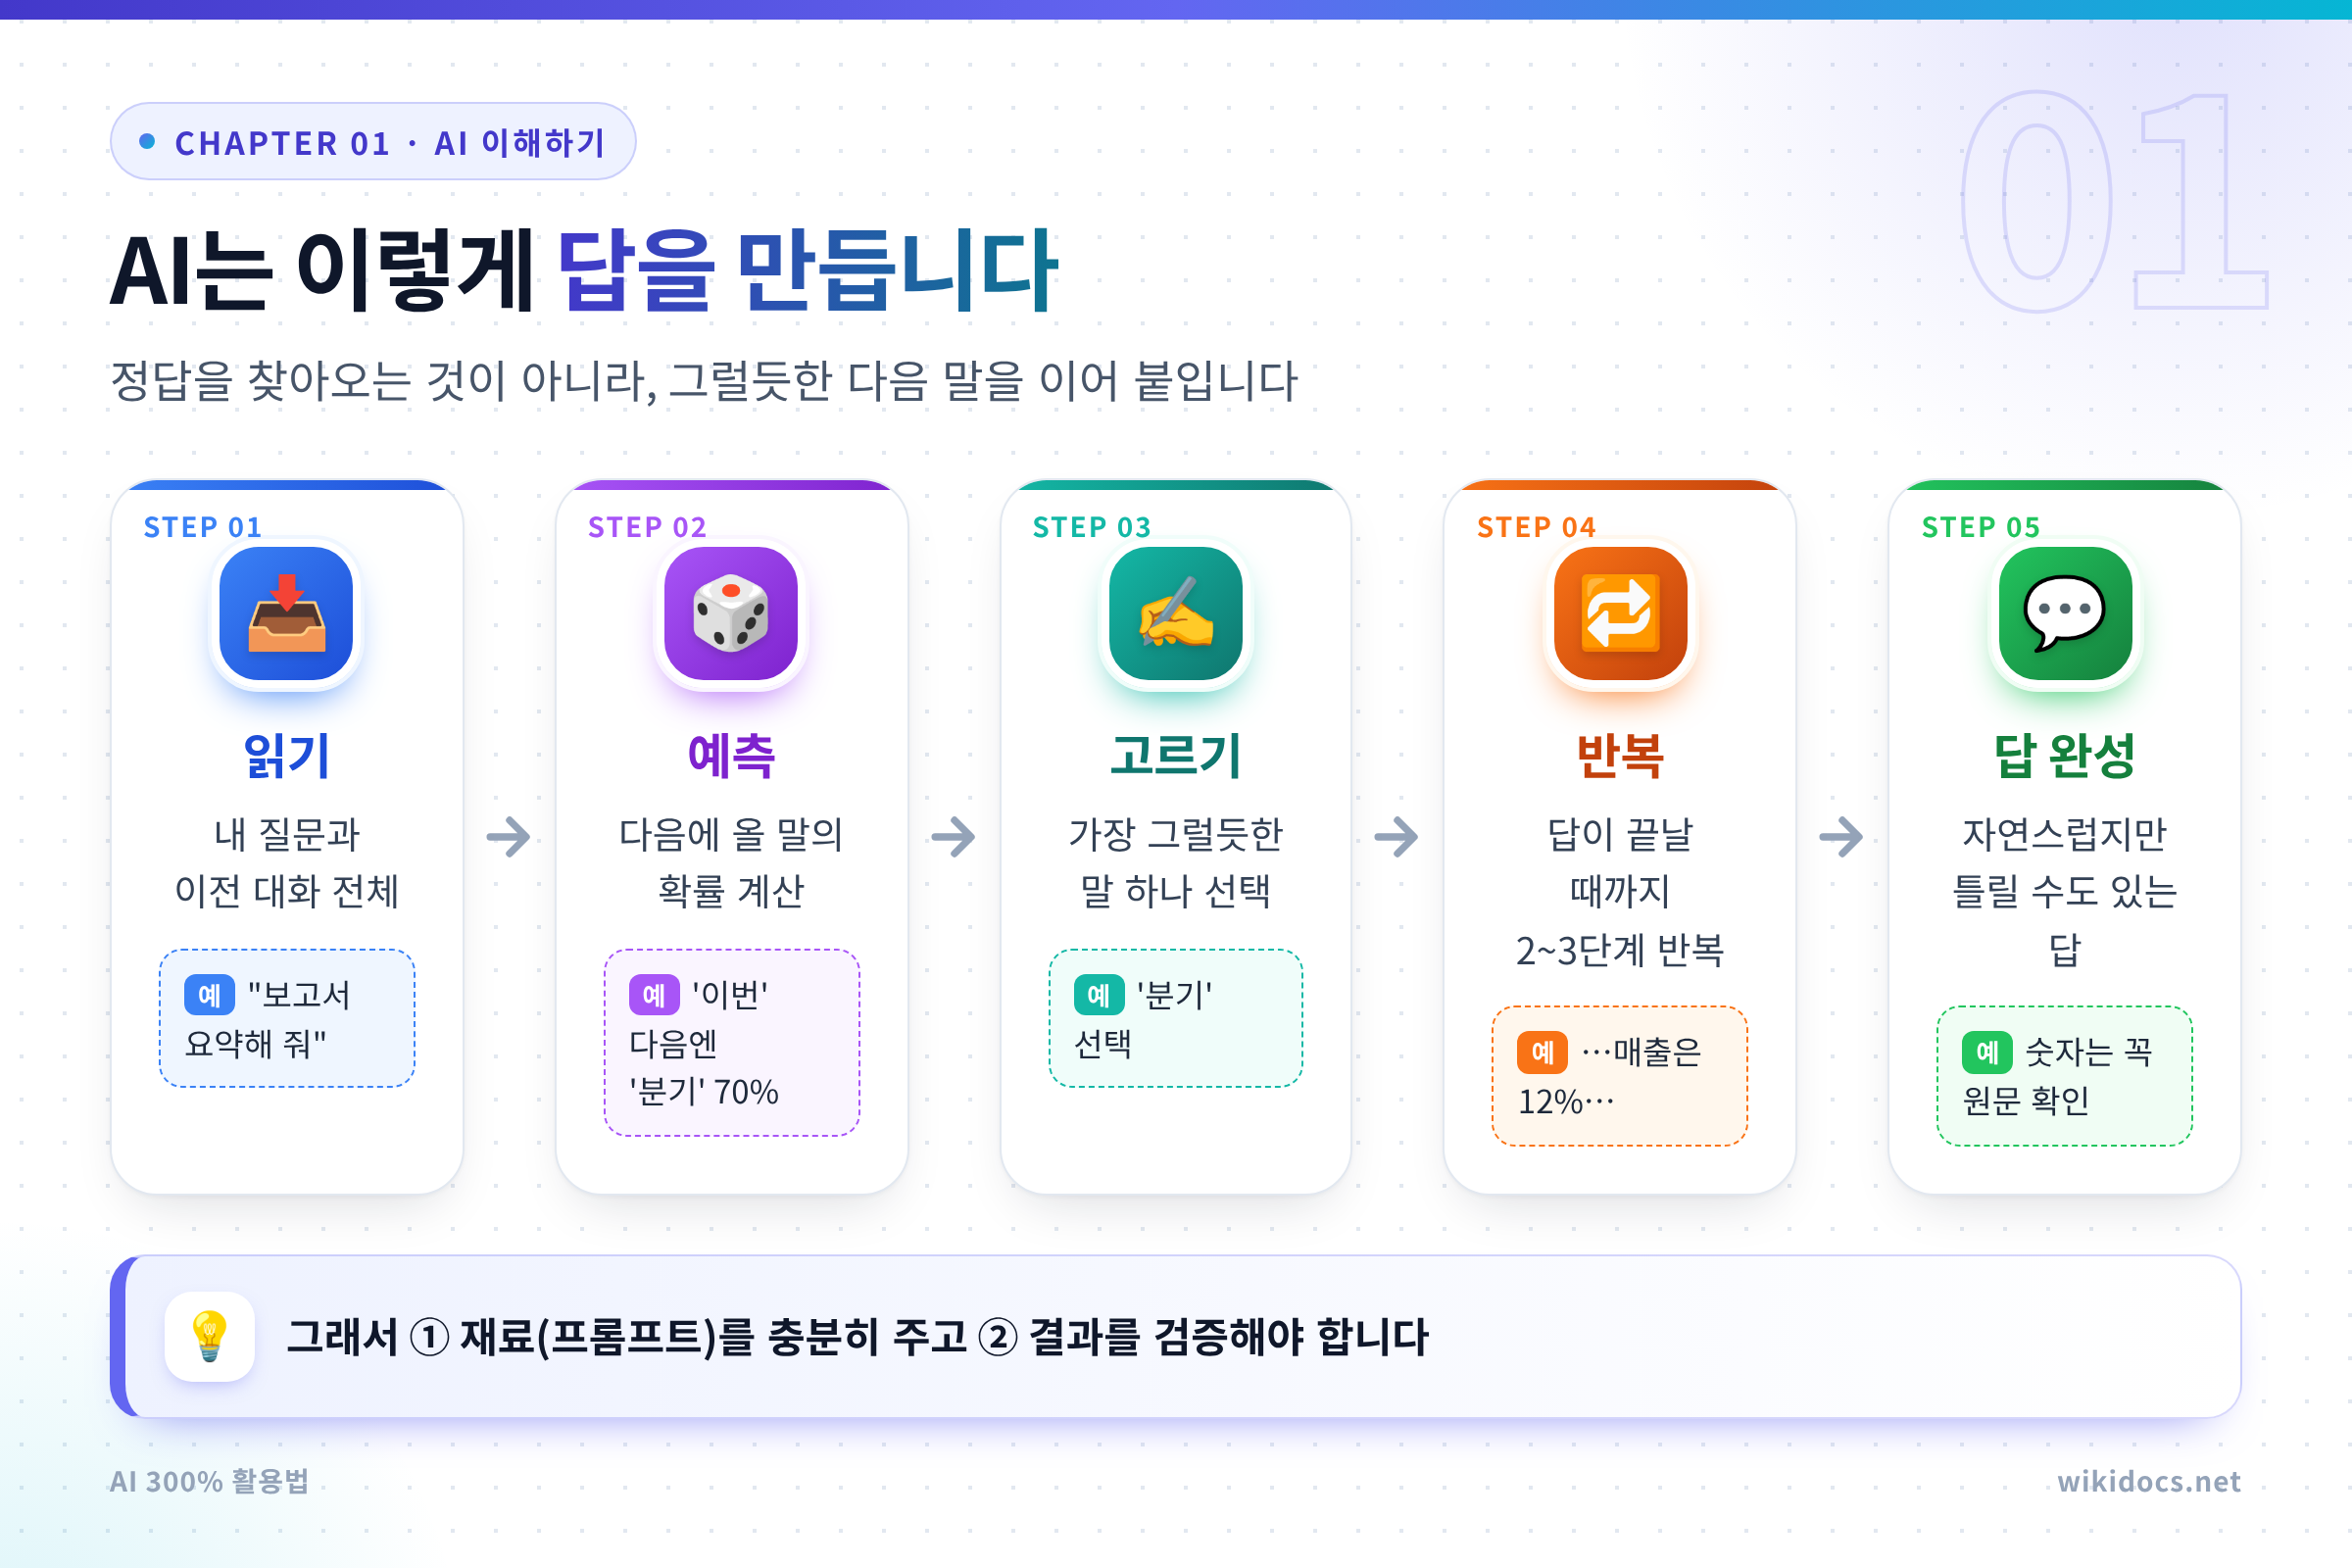 CHAPTER 01 · AI 이해하기
01
AI는 이렇게 답을 만듭니다
정답을 찾아오는 것이 아니라, 그럴듯한 다음 말을 이어 붙입니다
STEP 01
읽기
내 질문과
이전 대화 전체
예 "보고서
요약해 줘"
STEP 02
예측
다음에 올 말의
확률 계산
예 '이번'
다음엔
'분기' 70%
STEP 03
고르기
가장 그럴듯한
말 하나 선택
예 '분기'
선택
STEP 04
반복
답이 끝날
때까지
2~3단계 반복
예 …매출은
12%…
STEP 05
답 완성
자연스럽지만
틀릴 수도 있는
답
예 숫자는 꼭
원문 확인
그래서 ① 재료(프롬프트)를 충분히 주고 ② 결과를 검증해야 합니다
AI 300% 활용법
wikidocs.net